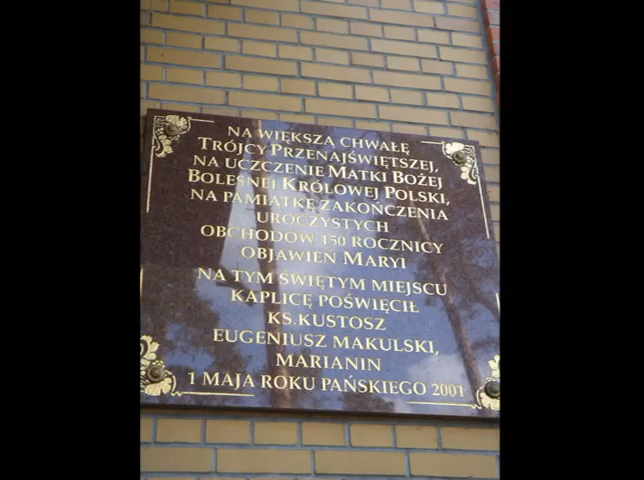 NA WIĘKSZĄ CHWAŁĘ
TRÓJCY PRZENAJŚWIĘTSZEJ,
NA UCZCZENIE MATKI BOŻEJ
BOLESNEJ KRÓLOWEJ POLSKI,
NA PAMIĄTKĘ ZAKOŃCZENIA
UROCZYSTYCH
OBCHODÓW 150 ROCZNICY
OBJAWIEŃ MARYI
NA TYM ŚWIĘTYM MIEJSCU
KAPLICĘ POŚWIĘCIŁ
KS.KUSTOSZ
EUGENIUSZ MAKULSKI,
MARIANIN
1 MAJA ROKU PAŃSKIEGO 2001